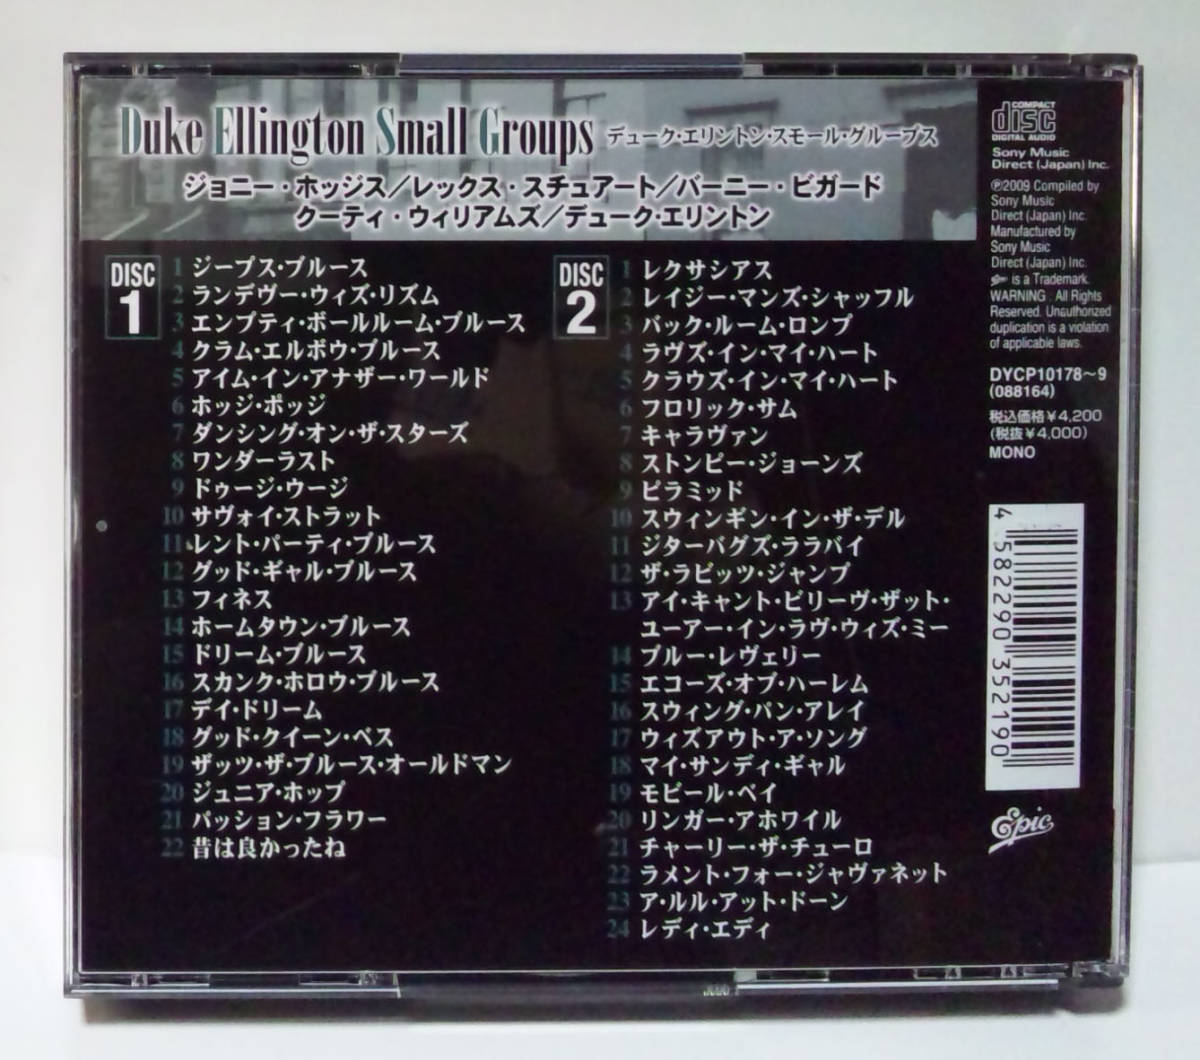 Duke Ellington Small Groups デューク・エリントン・スモール・グループス
ジョニー・ホッジス／レックス・スチュアート／バーニー・ビガード
クーティ・ウィリアムズ／デューク・エリントン
DISC
1
1 ジープス・ブルース
2 ランデヴー・ウィズ・リズム
3 エンプティ・ボールルーム・ブルース
4 クラム・エルボウ・ブルース
5 アイム・イン・アナザー・ワールド
6 ホッジ・ポッジ
7 ダンシング・オン・ザ・スターズ
8 ワンダーラスト
9 ドゥージ・ウージ
10 サヴォイ・ストラット
11 レント・パーティ・ブルース
12 グッド・ギャル・ブルース
13 フィネス
14 ホームタウン・ブルース
15 ドリーム・ブルース
16 スカンク・ホロウ・ブルース
17 デイ・ドリーム
18 グッド・クイーン・ベス
19 ザッツ・ザ・ブルース・オールドマン
20 ジュニア・ホップ
21 パッション・フラワー
22 昔は良かったね
DISC
2
1 レクサシアス
2 レイジー・マンズ・シャッフル
3 バック・ルーム・ロンプ
4 ラヴズ・イン・マイ・ハート
5 クラウズ・イン・マイ・ハート
6 フロリック・サム
7 キャラヴァン
8 ストンピー・ジョーンズ
9 ピラミッド
10 スウィンギン・イン・ザ・デル
11 ジターバグズ・ララバイ
12 ザ・ラビッツ・ジャンプ
13 アイ・キャント・ビリーヴ・ザット・
ユーアー・イン・ラヴ・ウィズ・ミー
14 ブルー・レヴェリー
15 エコーズ・オブ・ハーレム
16 スウィング・パン・アレイ
17 ウィズアウト・ア・ソング
18 マイ・サンディ・ギャル
19 モビール・ベイ
20 リンガー・アホワイル
21 チャーリー・ザ・チューロ
22 ラメント・フォー・ジャヴァネット
23 ア・ルル・アット・ドーン
24 レディ・エディ
COMPACT
disc
DIGITAL AUDIO
Sony Music
Direct (Japan) Inc.
℗2009 Compiled by
Sony Music
Direct (Japan) Inc.
Manufactured by
Sony Music
Direct (Japan) Inc.
is a Trademark.
WARNING . All Rights
Reserved. Unauthorized
duplication is a violation
of applicable laws.
DYCP10178〜9
(088164)
税込価格￥4,200
(税抜￥4,000)
MONO
4 582290 352190
Epic